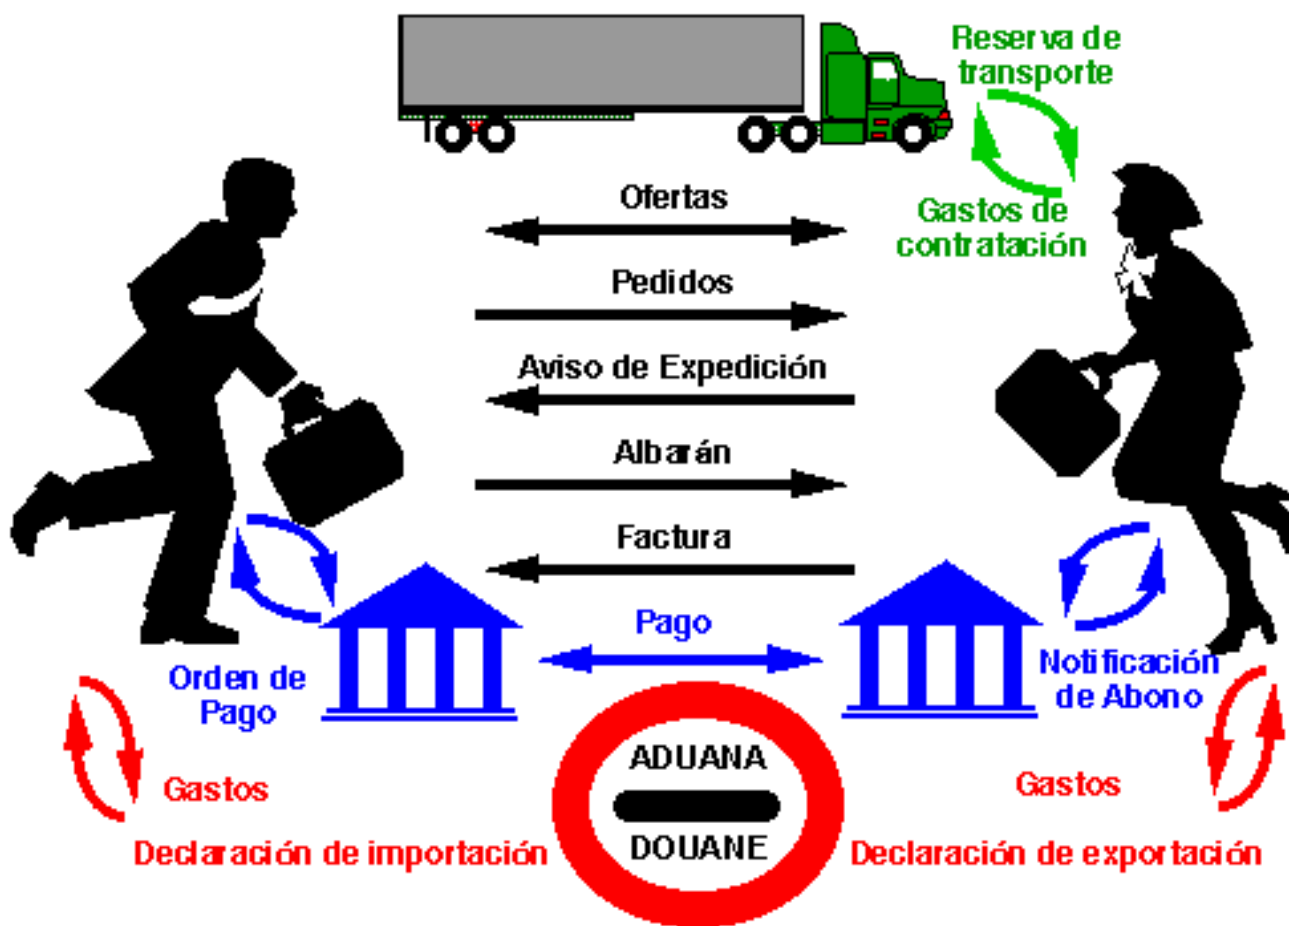 Reserva de
transporte
Gastos de
contratación
Ofertas
Pedidos
Aviso de Expedición
Albarán
Factura
Pago
Orden de
Pago
Notificación
de Abono
Gastos
Declaración de importación
ADUANA
DOUANE
Gastos
Declaración de exportación